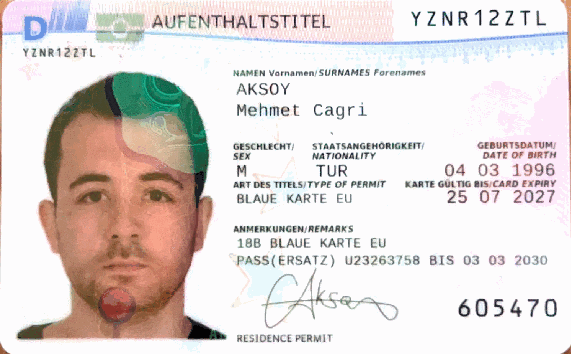 D AUFENTHALTSTITEL YZNR12ZTL
YZNR12ZTL
NAMEN Vornamen/SURNAMES Forenames
AKSOY
Mehmet Cagri
GESCHLECHT/ STAATSANGEHÖRIGKEIT/ GEBURTSDATUM/
SEX NATIONALITY DATE OF BIRTH
M TUR 04 03 1996
ART DES TITELS/TYPE OF PERMIT KARTE GÜLTIG BIS/CARD EXPIRY
BLAUE KARTE EU 25 07 2027
ANMERKUNGEN/REMARKS
18B BLAUE KARTE EU
PASS(ERSATZ) U23263758 BIS 03 03 2030
Aksoy
605470
RESIDENCE PERMIT